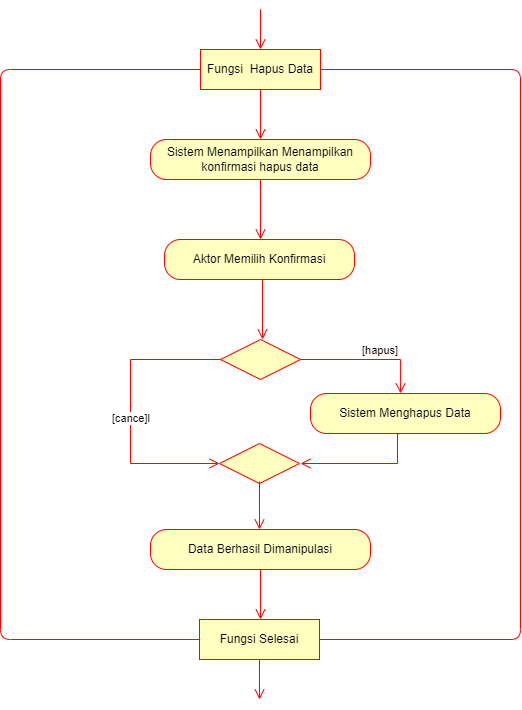 Fungsi  Hapus Data
Sistem Menampilkan Menampilkan
konfirmasi hapus data
Aktor Memilih Konfirmasi
[hapus]
Sistem Menghapus Data
[cance]l
Data Berhasil Dimanipulasi
Fungsi Selesai